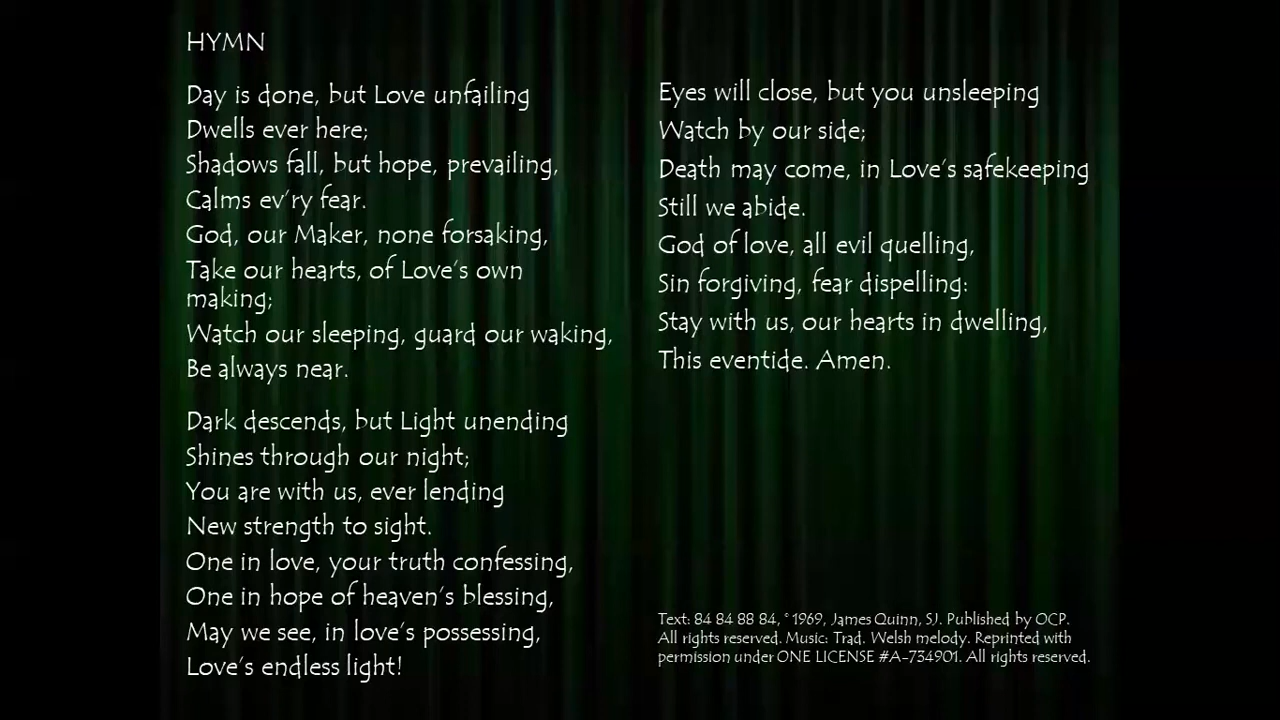 HYMN
Day is done, but Love unfailing
Dwells ever here;
Shadows fall, but hope, prevailing,
Calms ev'ry fear.
God, our Maker, none forsaking,
Take our hearts, of Love's own
making;
Watch our sleeping, guard our waking,
Be always near.
Dark descends, but Light unending
Shines through our night;
You are with us, ever lending
New strength to sight.
One in love, your truth confessing,
One in hope of heaven's blessing,
May we see, in love's possessing,
Love's endless light!
Eyes will close, but you unsleeping
Watch by our side;
Death may come, in Love's safekeeping
Still we abide.
God of love, all evil quelling,
Sin forgiving, fear dispelling:
Stay with us, our hearts in dwelling,
This eventide. Amen.
Text: 84 84 88 84, © 1969, James Quinn, SJ. Published by OCP.
All rights reserved. Music: Trad. Welsh melody. Reprinted with
permission under ONE LICENSE #A-734901. All rights reserved.